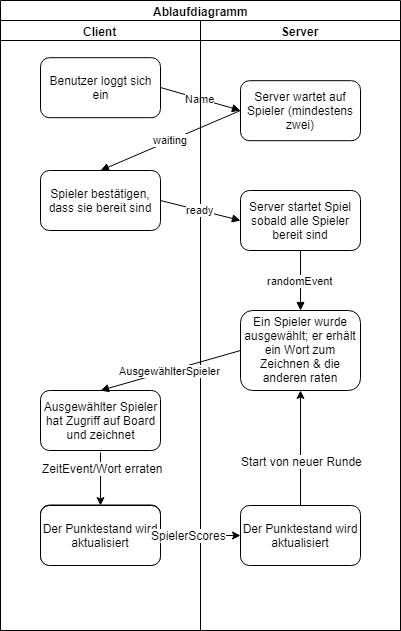 Ablaufdiagramm
Client
Server
Benutzer loggt sich
ein
Name
Server wartet auf
Spieler (mindestens
zwei)
waiting
Spieler bestätigen,
dass sie bereit sind
ready
Server startet Spiel
sobald alle Spieler
bereit sind
randomEvent
Ein Spieler wurde
ausgewählt; er erhält
ein Wort zum
Zeichnen & die
anderen raten
AusgewählterSpieler
Ausgewählter Spieler
hat Zugriff auf Board
und zeichnet
ZeitEvent/Wort erraten
Start von neuer Runde
Der Punktestand wird
aktualisiert
SpielerScores
Der Punktestand wird
aktualisiert